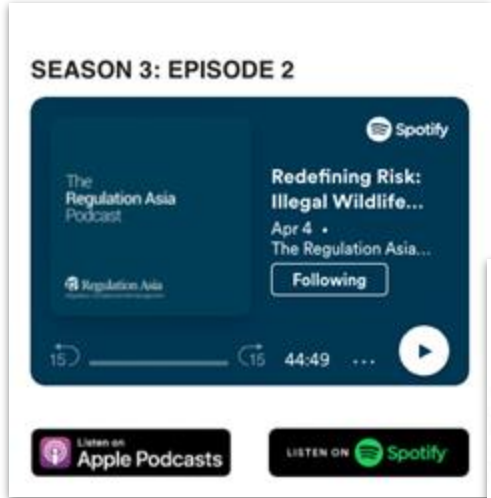 SEASON 3: EPISODE 2
Spotify
The
Regulation Asia
Podcast
Regulation Asia
Redefining Risk:
Illegal Wildlife...
Apr 4 •
The Regulation Asia...
Following
15
15
44:49
...
Listen on
Apple Podcasts
LISTEN ON Spotify